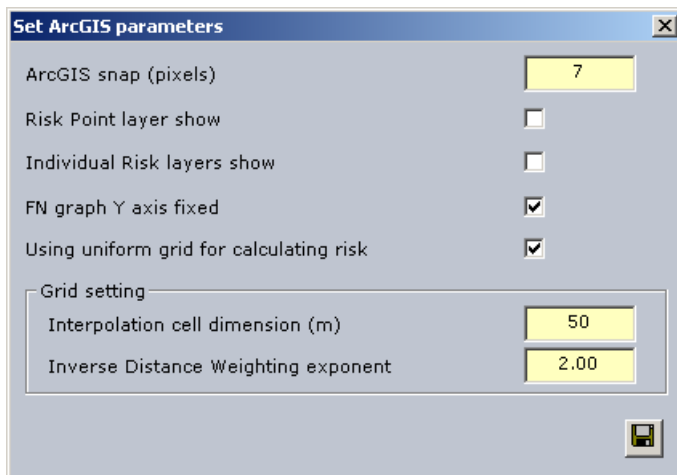 Set ArcGIS parameters
ArcGIS snap (pixels) 7
Risk Point layer show
Individual Risk layers show
FN graph Y axis fixed
Using uniform grid for calculating risk
Grid setting
Interpolation cell dimension (m) 50
Inverse Distance Weighting exponent 2.00